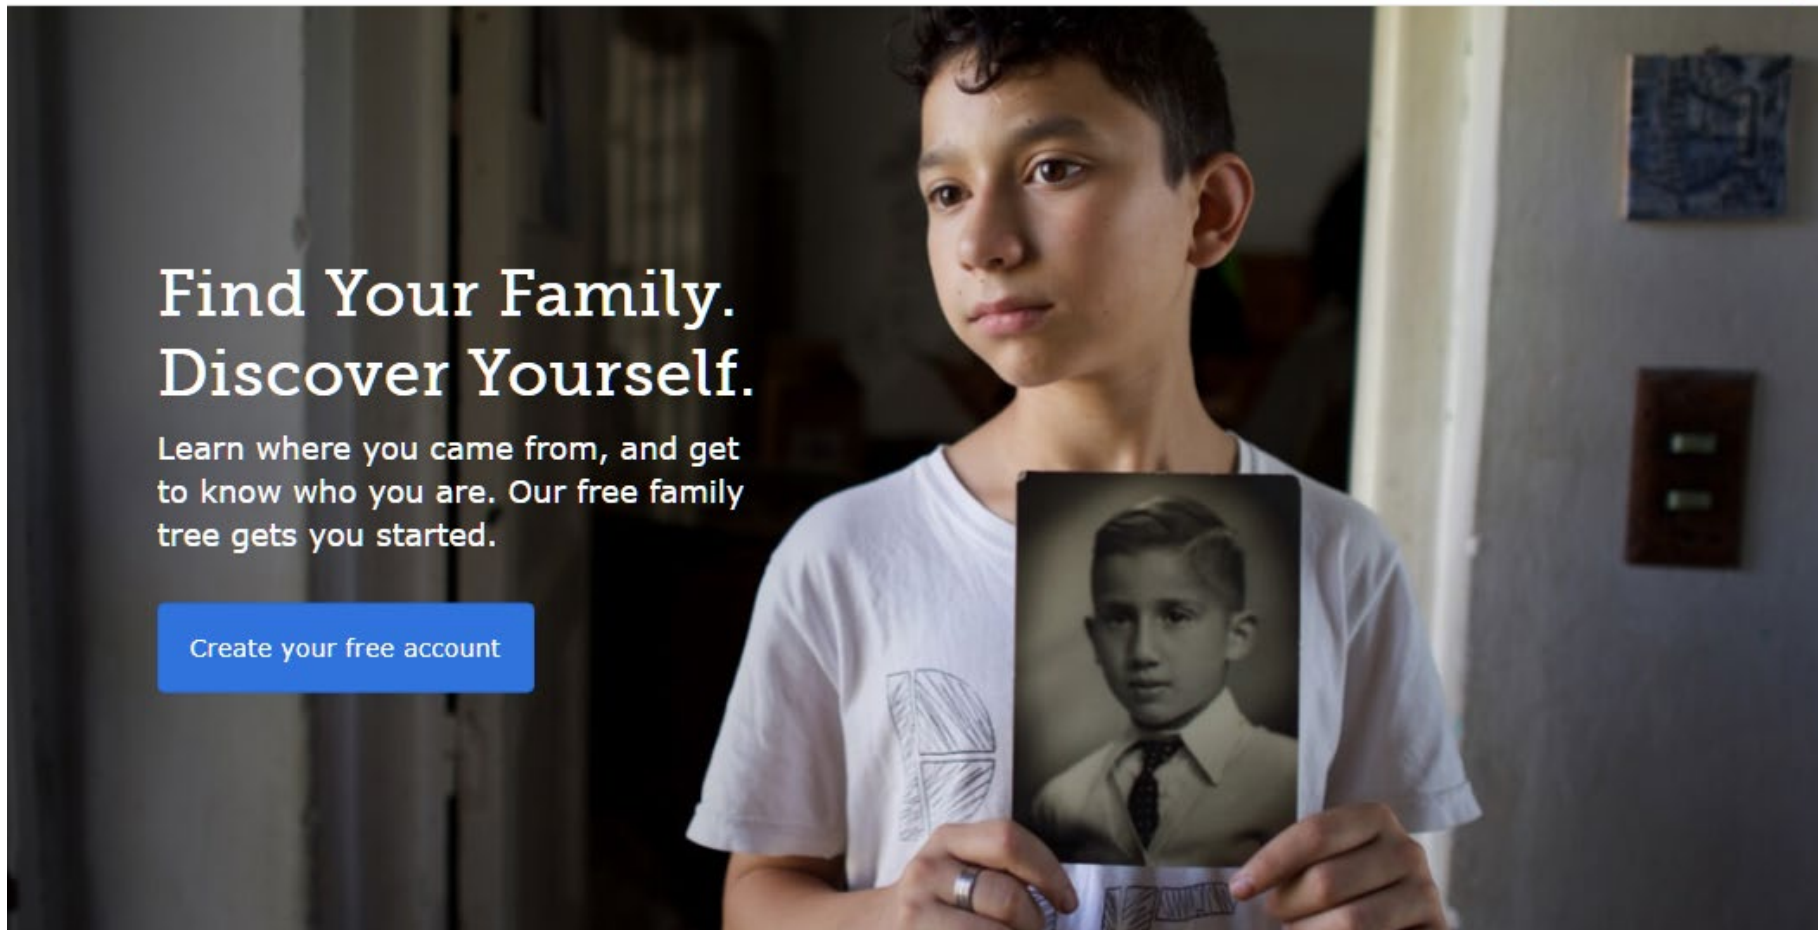 Find Your Family.
Discover Yourself.
Learn where you came from, and get
to know who you are. Our free family
tree gets you started.
Create your free account